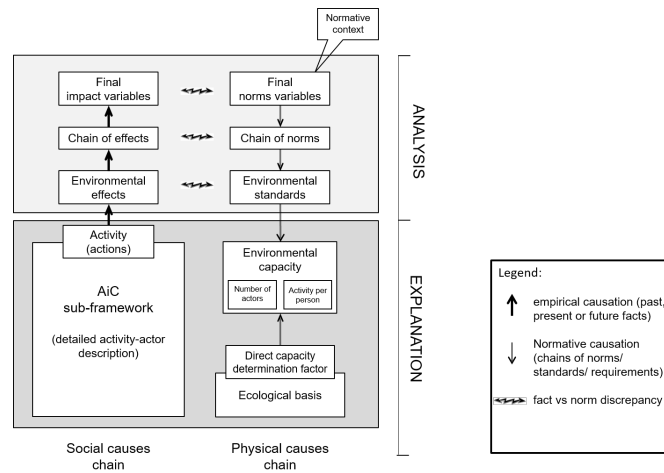 Normative
context
Final
impact variables
Final
norms variables
Chain of effects
Chain of norms
Environmental
effects
Environmental
standards
ANALYSIS
Activity
(actions)
AiC
sub-framework
(detailed activity-actor
description)
Environmental
capacity
Number of
actors
Activity per
person
Direct capacity
determination factor
Ecological basis
EXPLANATION
Social causes
chain
Physical causes
chain
Legend:
empirical causation (past,
present or future facts)
Normative causation
(chains of norms/
standards/ requirements)
fact vs norm discrepancy